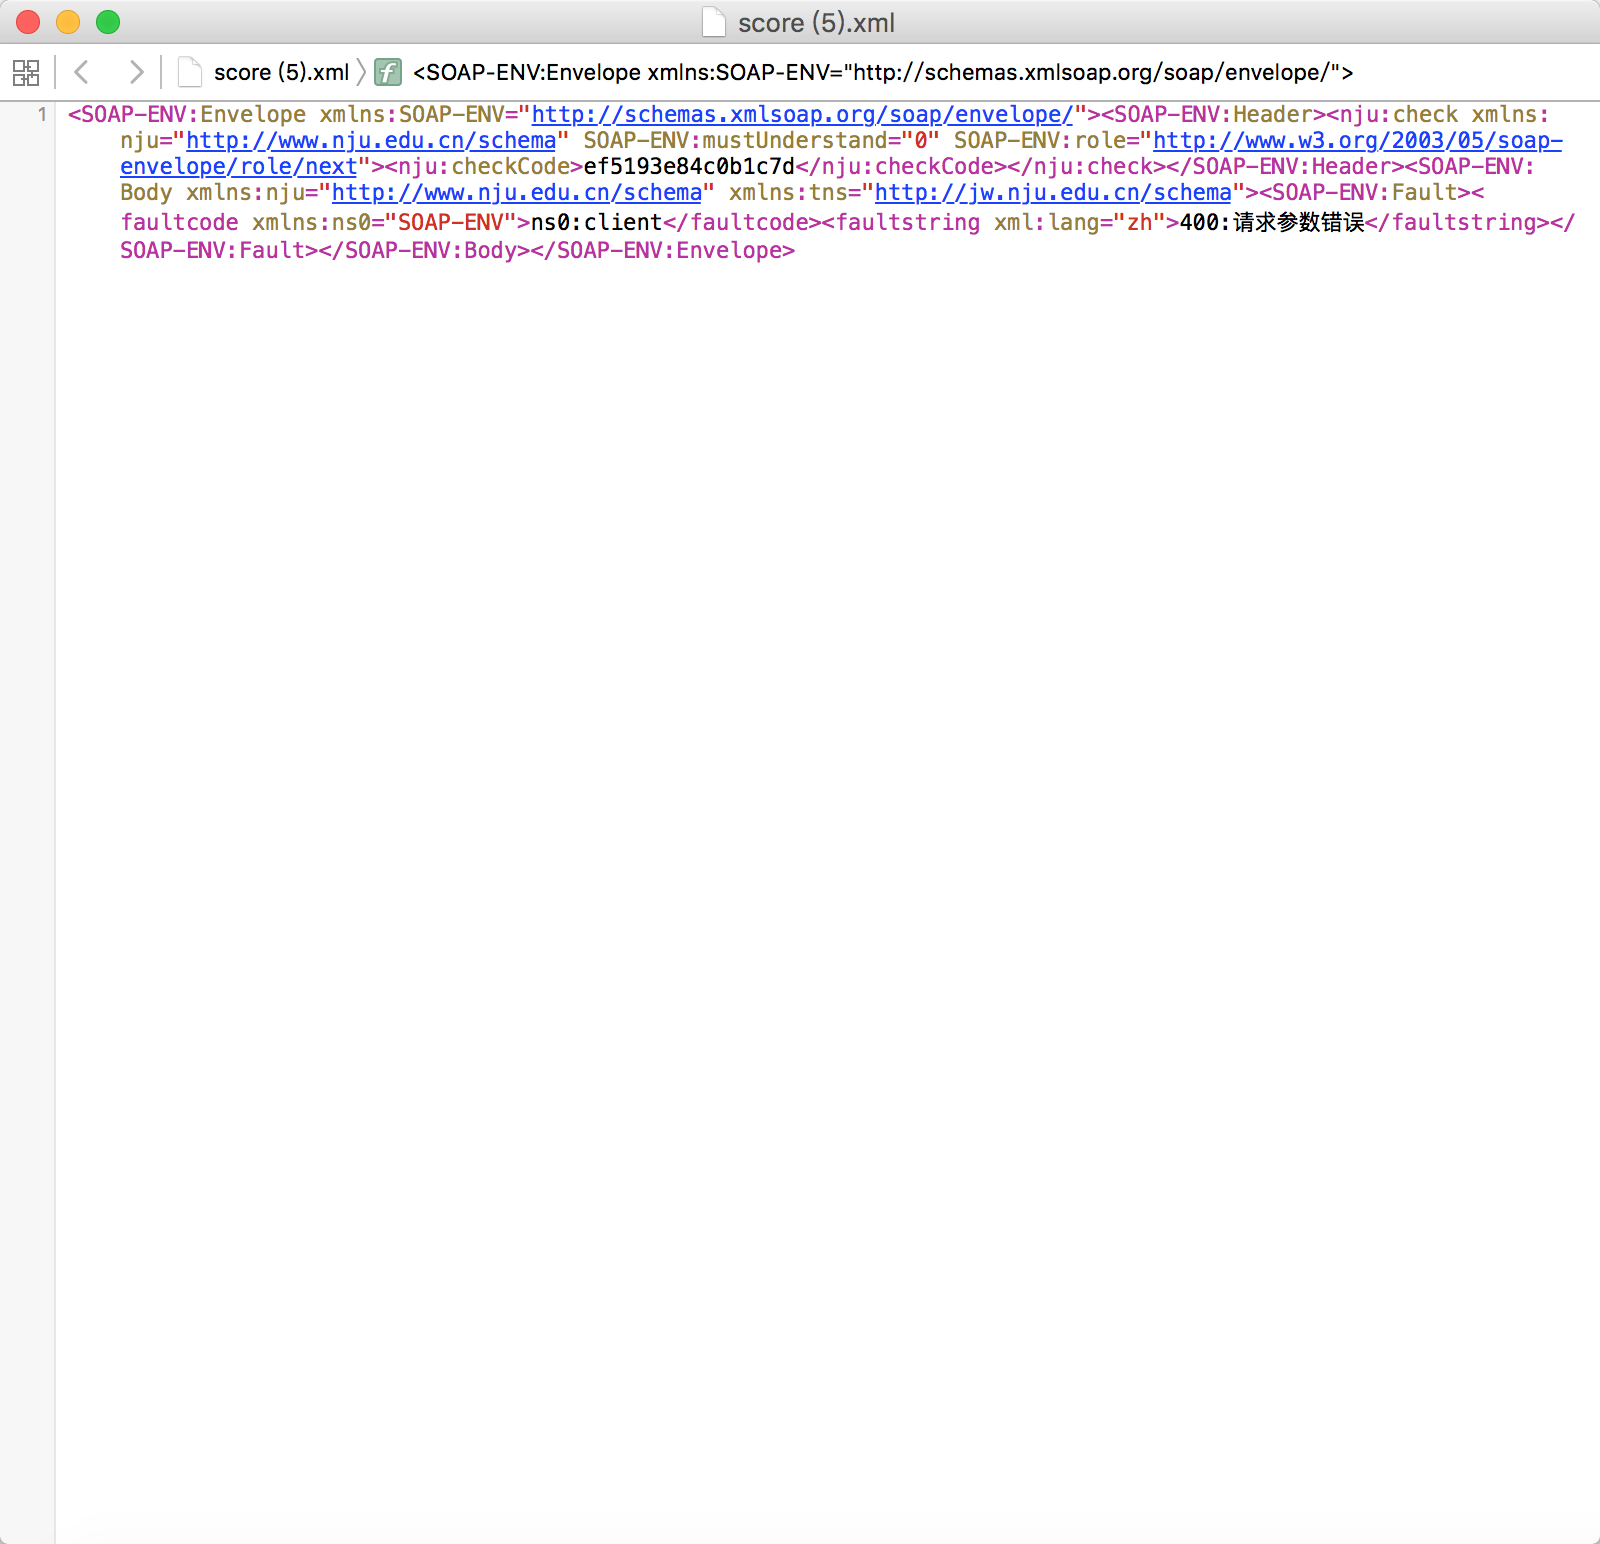 score (5).xml
score (5).xml <SOAP-ENV:Envelope xmlns:SOAP-ENV="http://schemas.xmlsoap.org/soap/envelope/">
1 <SOAP-ENV:Envelope xmlns:SOAP-ENV="http://schemas.xmlsoap.org/soap/envelope/"><SOAP-ENV:Header><nju:check xmlns:
nju="http://www.nju.edu.cn/schema" SOAP-ENV:mustUnderstand="0" SOAP-ENV:role="http://www.w3.org/2003/05/soap-
envelope/role/next"><nju:checkCode>ef5193e84c0b1c7d</nju:checkCode></nju:check></SOAP-ENV:Header><SOAP-ENV:
Body xmlns:nju="http://www.nju.edu.cn/schema" xmlns:tns="http://jw.nju.edu.cn/schema"><SOAP-ENV:Fault><
faultcode xmlns:ns0="SOAP-ENV">ns0:client</faultcode><faultstring xml:lang="zh">400:请求参数错误</faultstring></
SOAP-ENV:Fault></SOAP-ENV:Body></SOAP-ENV:Envelope>